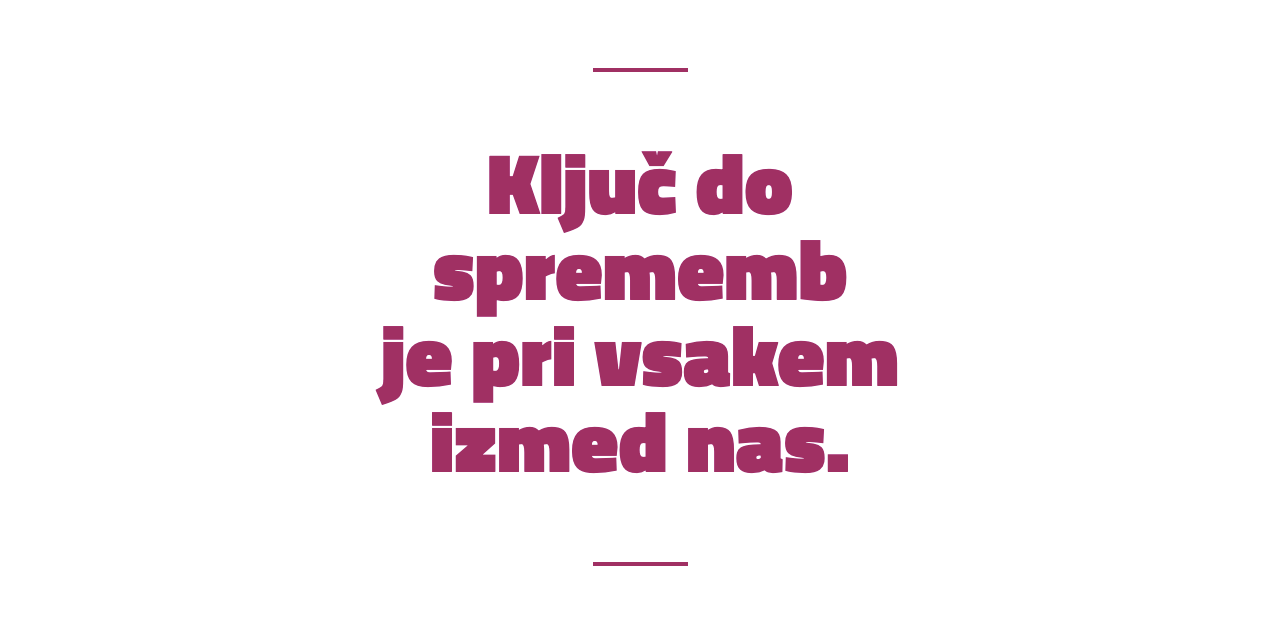 Ključ do
sprememb
je pri vsakem
izmed nas.